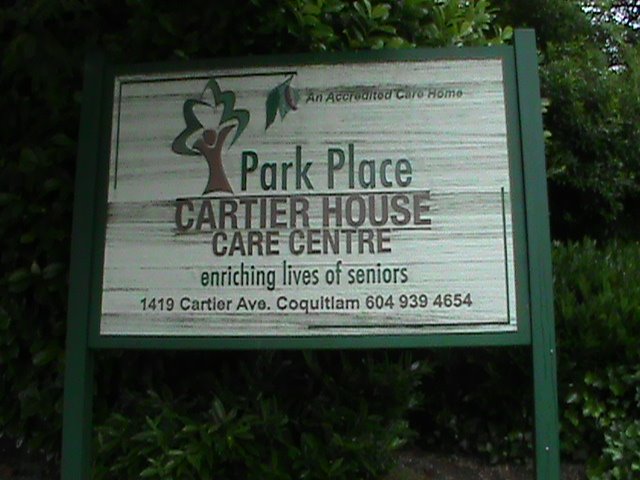 An Accredited Care Home
Park Place
CARTIER HOUSE
CARE CENTRE
enriching lives of seniors
1419 Cartier Ave. Coquitlam 604 939 4654